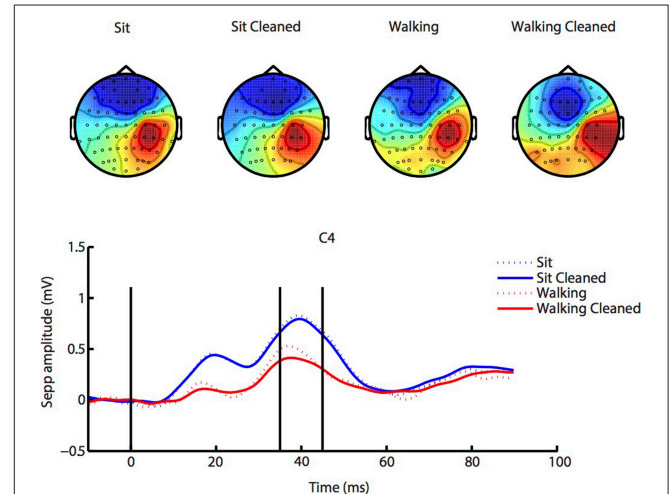 Sit
Sit Cleaned
Walking
Walking Cleaned
C4
1.5
1
0.5
0
−0.5
Sepp amplitude (mV)
Sit
Sit Cleaned
Walking
Walking Cleaned
0
20
40
60
80
100
Time (ms)